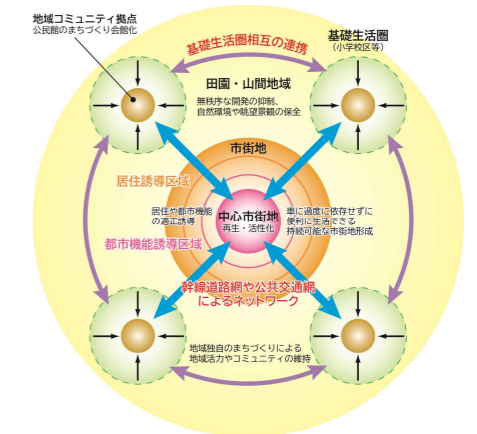 地域コミュニティ拠点
公民館のまちづくり会館化
基礎生活圏相互の連携
基礎生活圏
(小学校区等)
田園・山間地域
無秩序な開発の抑制、
自然環境や眺望景観の保全
市街地
居住誘導区域
居住や都市機能
の適正誘導
中心市街地
再生・活性化
車に過度に依存せずに
便利に生活できる
持続可能な市街地形成
都市機能誘導区域
幹線道路網や公共交通網
によるネットワーク
地域独自のまちづくりによる
地域活力やコミュニティの維持